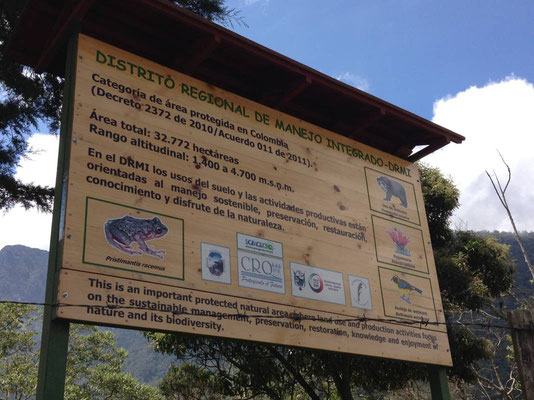 DISTRITO REGIONAL DE MANEJO INTEGRADO-DRMI
Categoría de área protegida en Colombia
(Decreto 2372 de 2010/Acuerdo 011 de 2011).
Área total: 32.772 hectáreas
Rango altitudinal: 1.400 a 4.700 m.s.n.m.
En el DRMI los usos del suelo y las actividades productivas están
orientadas al manejo sostenible, preservación, restauración,
conocimiento y disfrute de la naturaleza.
Pristimantis racemus
CRQ
This is an important protected natural area where land use and production activities
on the sustainable management, preservation, restoration, knowledge and enjoyment of
nature and its biodiversity.